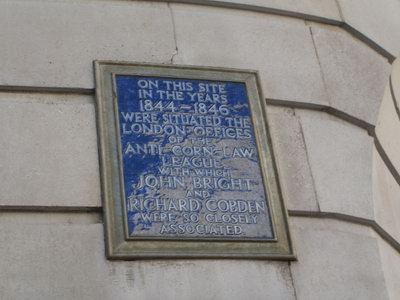 ON THIS SITE
IN THE YEARS
1844-1846
WERE SITUATED THE
LONDON OFFICES
OF THE
ANTI-CORN-LAW
LEAGUE
WITH WHICH
JOHN BRIGHT
AND
RICHARD COBDEN
WERE SO CLOSELY
ASSOCIATED